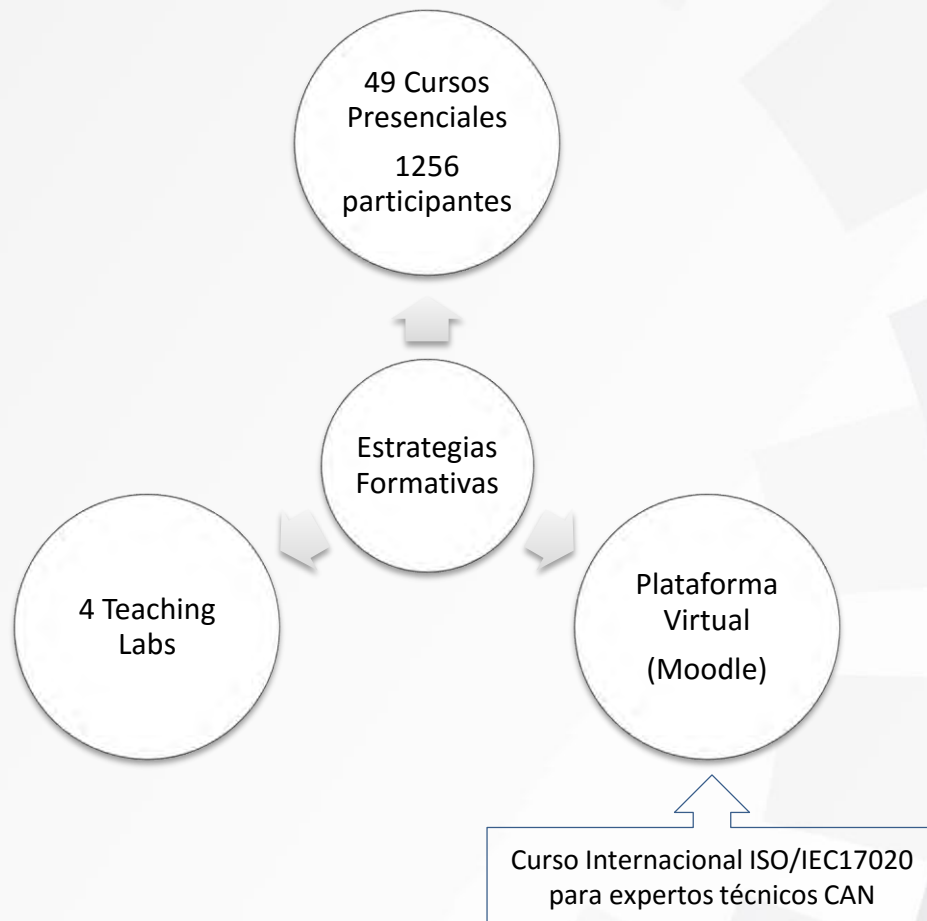 49 Cursos
Presenciales
1256
participantes
Estrategias
Formativas
4 Teaching
Labs
Plataforma
Virtual
(Moodle)
Curso Internacional ISO/IEC17020
para expertos técnicos CAN